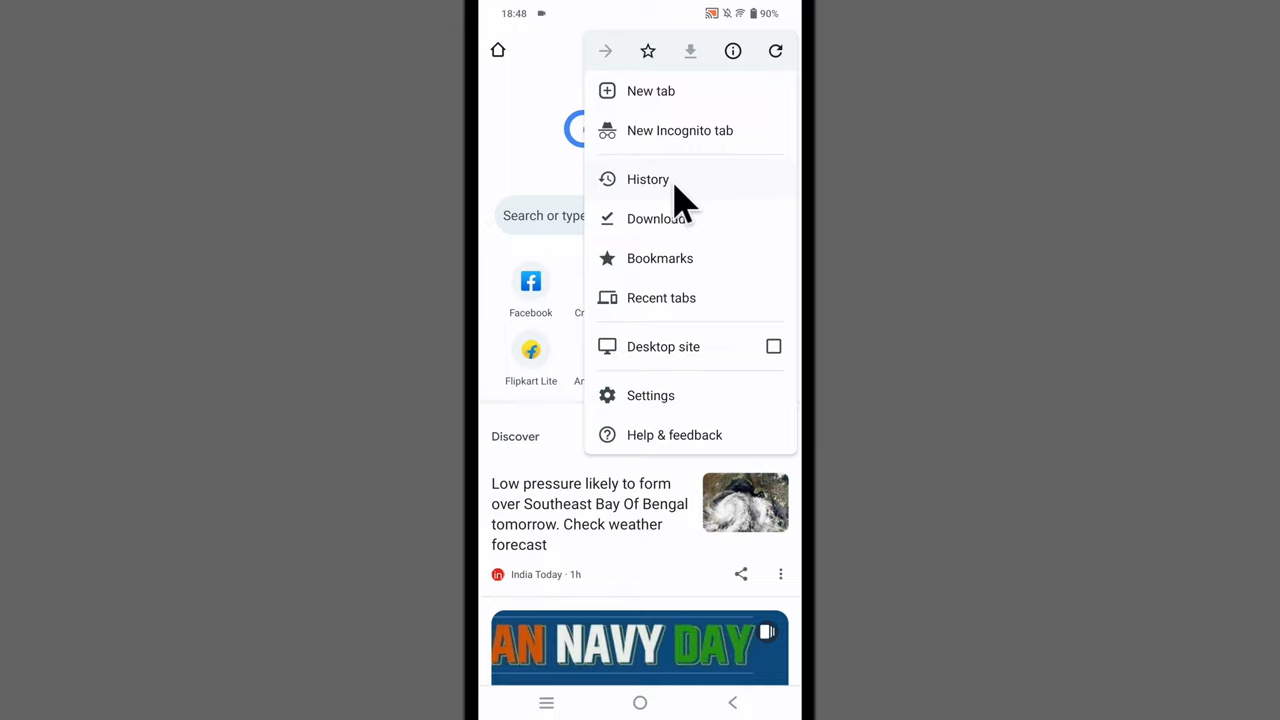 18:48
90%
New tab
New Incognito tab
History
Search or type
Download
Bookmarks
Facebook
Recent tabs
Desktop site
Flipkart Lite
Settings
Discover
Help & feedback
Low pressure likely to form
over Southeast Bay Of Bengal
tomorrow. Check weather
forecast
India Today · 1h
AN NAVY DAY